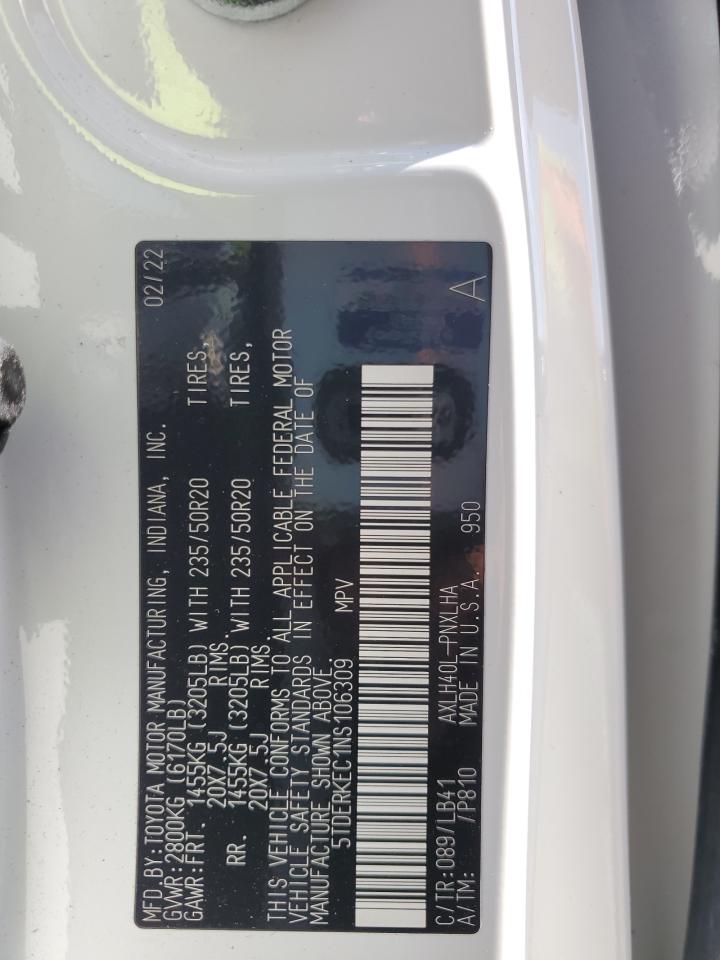 MFD.BY:TOYOTA MOTOR MANUFACTURING, INDIANA, INC. 02/22
GVWR:2800KG (6170LB)
GAWR:FRT. 1455KG (3205LB) WITH 235/50R20 TIRES,
20X7.5J RIMS.
RR. 1455KG (3205LB) WITH 235/50R20 TIRES,
20X7.5J RIMS.
THIS VEHICLE CONFORMS TO ALL APPLICABLE FEDERAL MOTOR
VEHICLE SAFETY STANDARDS IN EFFECT ON THE DATE OF
MANUFACTURE SHOWN ABOVE.
5TDERKEC1NS106309 MPV
C/TR:089/LB41 AXLH40L-PNXLHA
A/TM: /P810 MADE IN U.S.A. 950 A